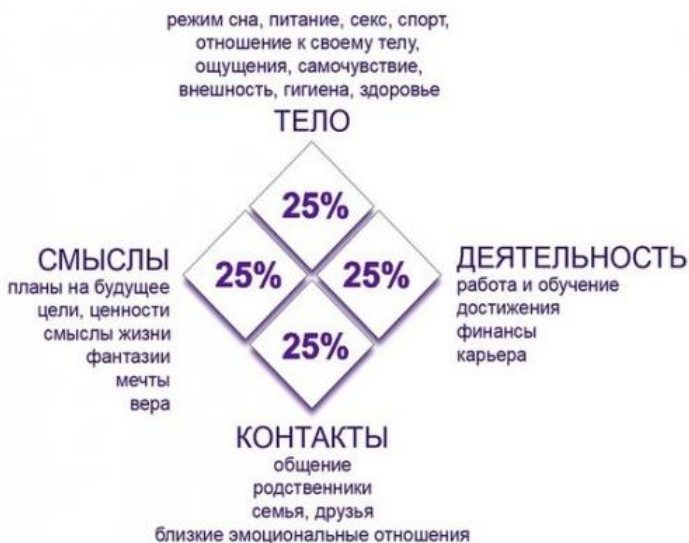 режим сна, питание, секс, спорт,
отношение к своему телу,
ощущения, самочувствие,
внешность, гигиена, здоровье
ТЕЛО
25%
25%
25%
25%
СМЫСЛЫ
планы на будущее
цели, ценности
смыслы жизни
фантазии
мечты
вера
ДЕЯТЕЛЬНОСТЬ
работа и обучение
достижения
финансы
карьера
КОНТАКТЫ
общение
родственники
семья, друзья
близкие эмоциональные отношения